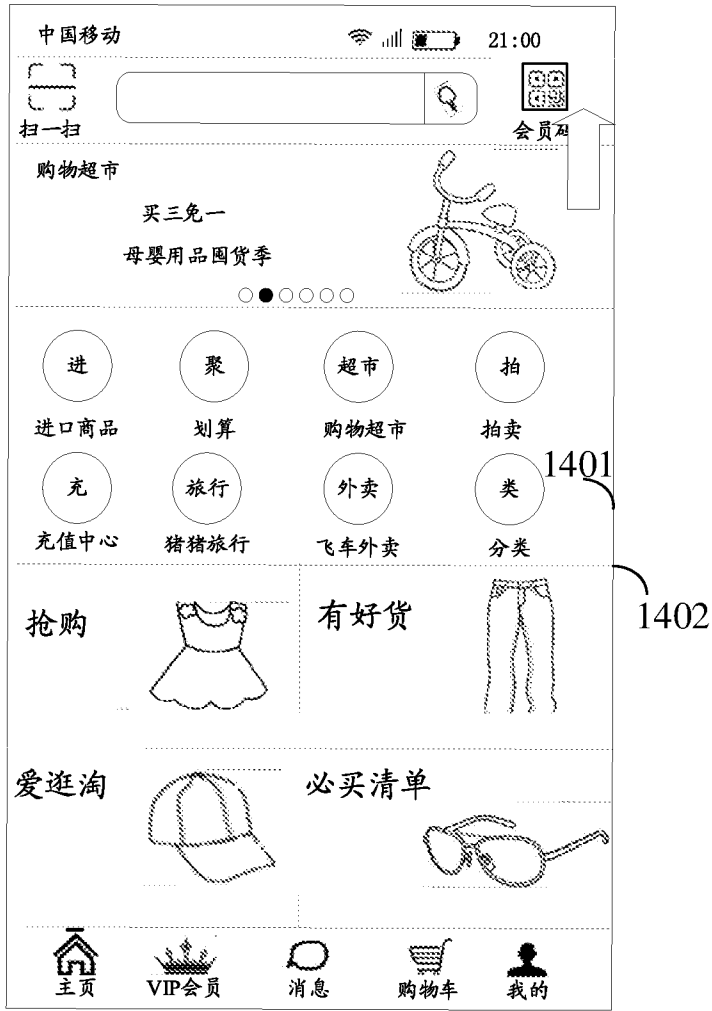 中国移动 21:00
扫一扫 会员码
购物超市
买三免一
母婴用品囤货季
进 聚 超市 拍
进口商品 划算 购物超市 拍卖
1401
充 旅行 外卖 类
充值中心 猪猪旅行 飞车外卖 分类
1402
抢购 有好货
爱逛淘 必买清单
主页 VIP会员 消息 购物车 我的